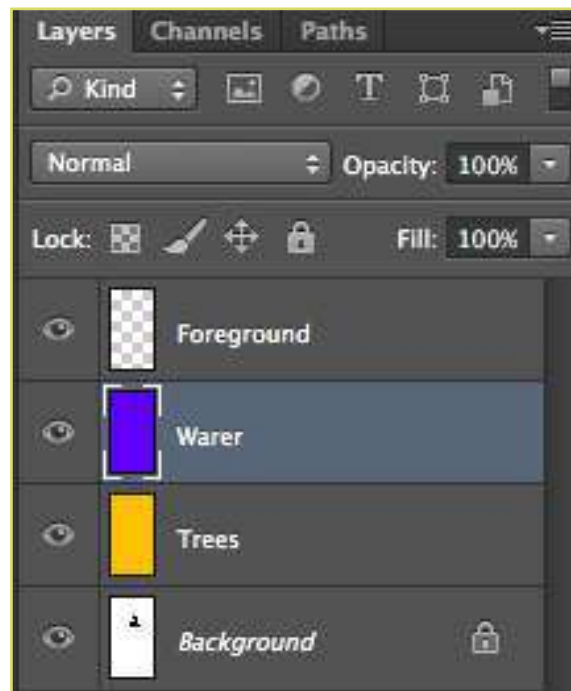 Layers Channels Paths
Kind T
Normal Opacity: 100%
Lock: Fill: 100%
Foreground
Warer
Trees
Background